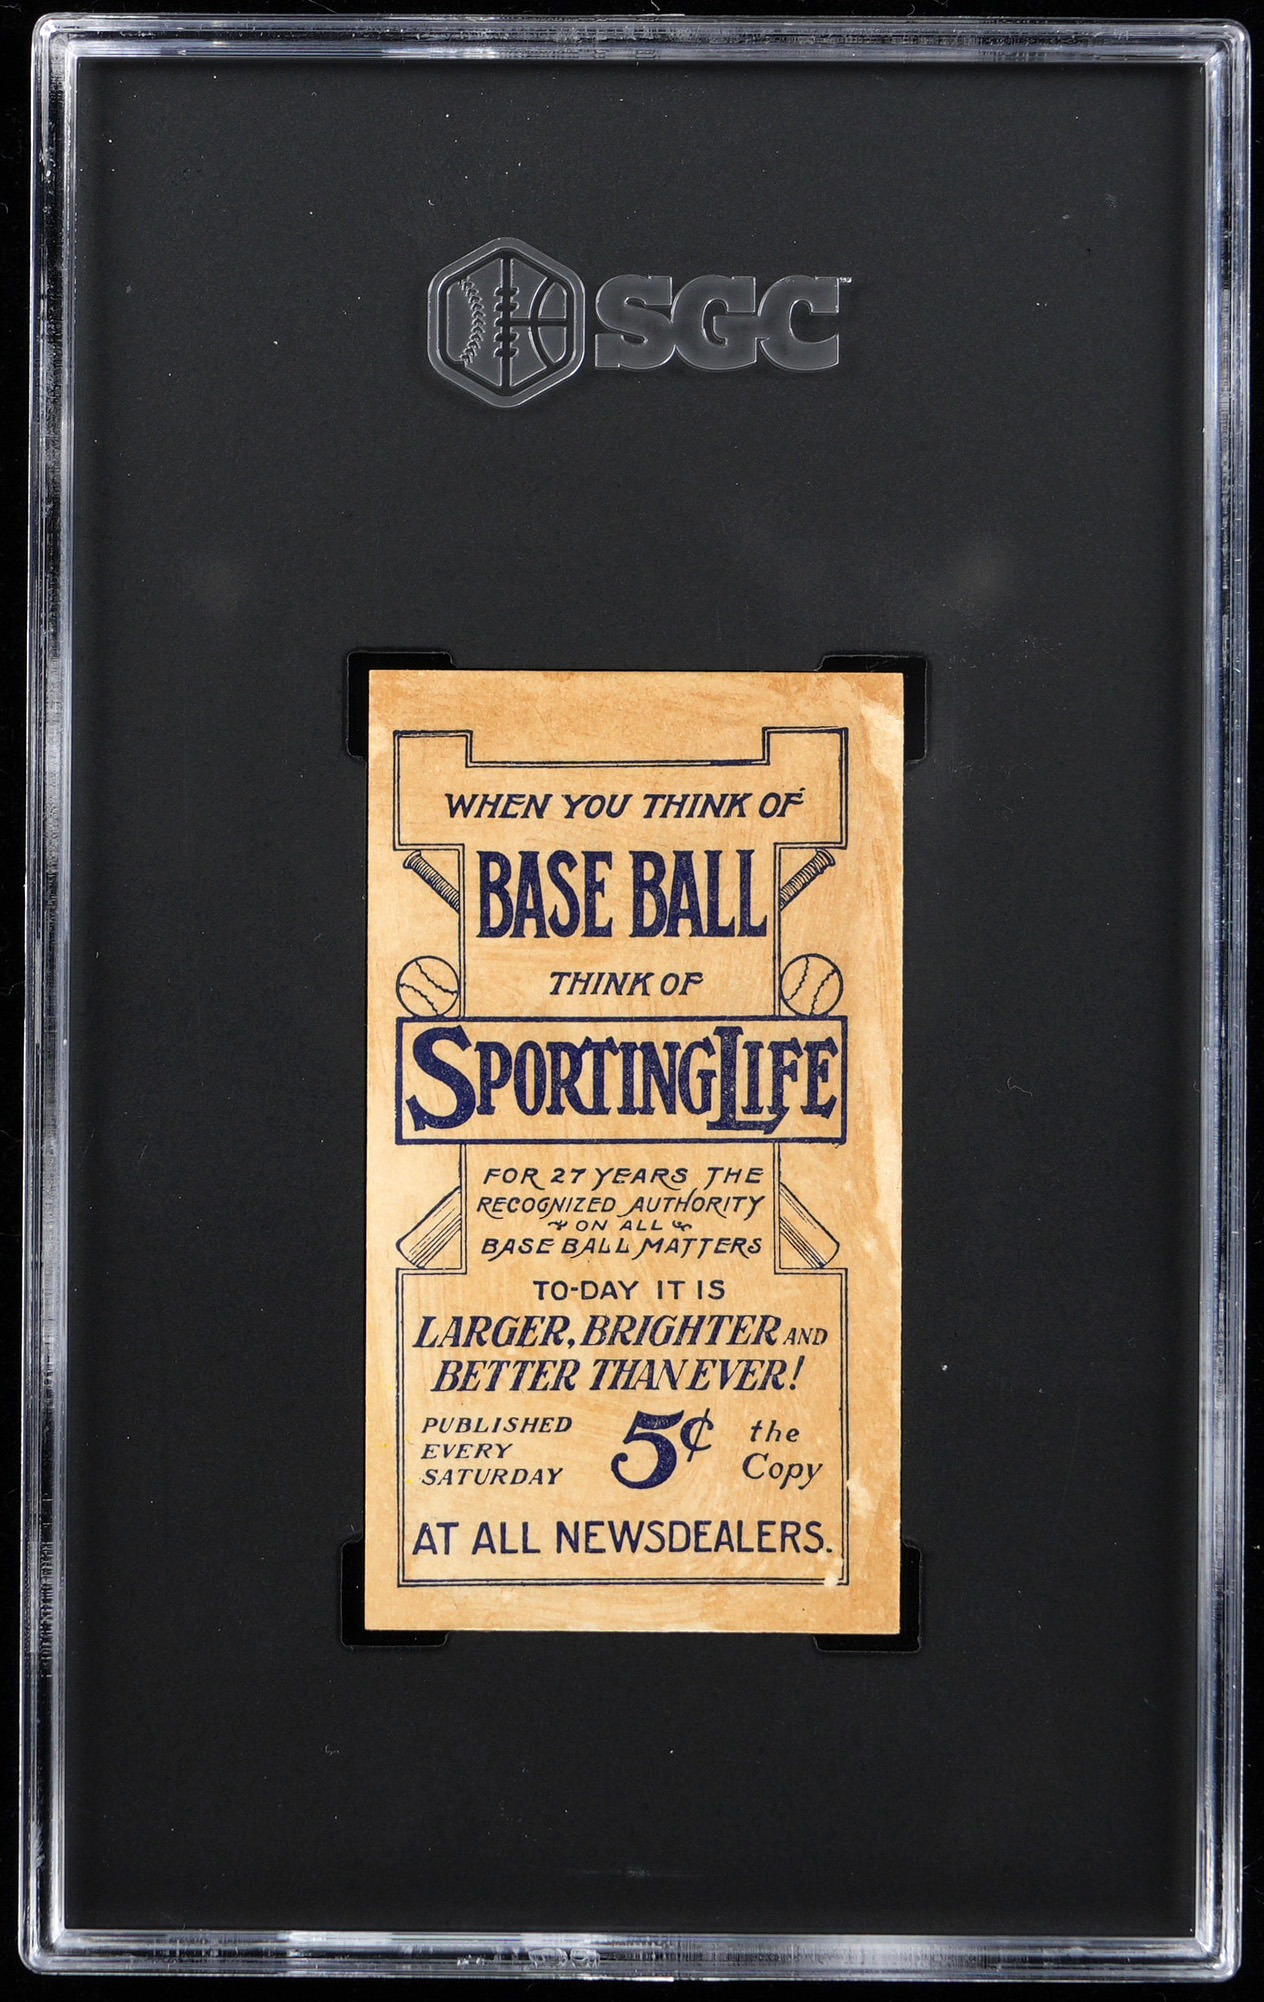 SGC
WHEN YOU THINK OF
BASE BALL
THINK OF
SPORTING LIFE
FOR 27 YEARS THE
RECOGNIZED AUTHORITY
ON ALL
BASE BALL MATTERS
TO-DAY IT IS
LARGER, BRIGHTER AND
BETTER THAN EVER!
PUBLISHED
EVERY
SATURDAY
5¢
the
Copy
AT ALL NEWSDEALERS.